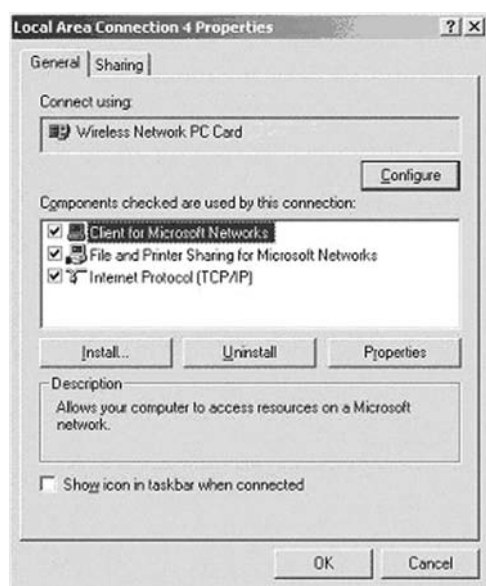 Local Area Connection 4 Properties
General Sharing
Connect using:
Wireless Network PC Card
Configure
Components checked are used by this connection:
Client for Microsoft Networks
File and Printer Sharing for Microsoft Networks
Internet Protocol (TCP/IP)
Install... Uninstall Properties
Description
Allows your computer to access resources on a Microsoft
network.
Show icon in taskbar when connected
OK Cancel